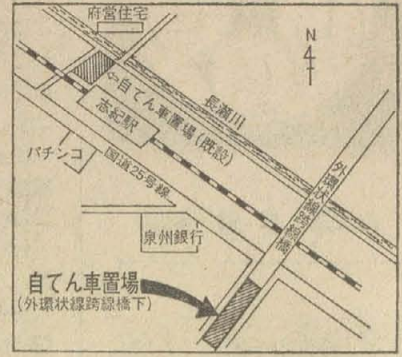 府営住宅
N
⇦自てん車置場(既設)
長瀬川
志紀駅
パチンコ
国道25号線
外環状線跨線橋
泉州銀行
自てん車置場
(外環状線跨線橋下)